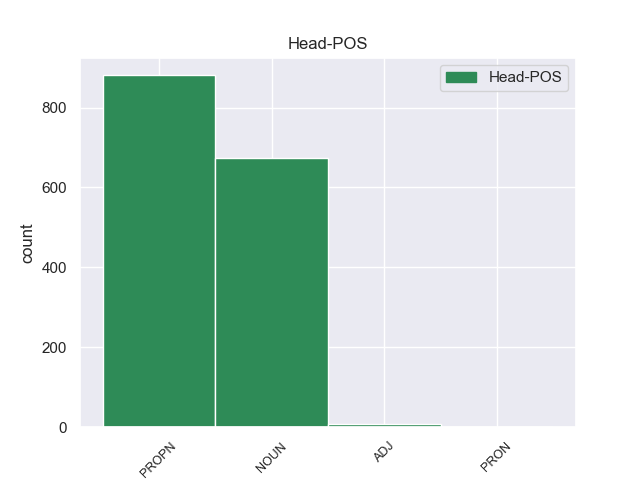 Head-POS
Head-POS
count
800
600
400
200
0
PROPN
NOUN
ADJ
PRON